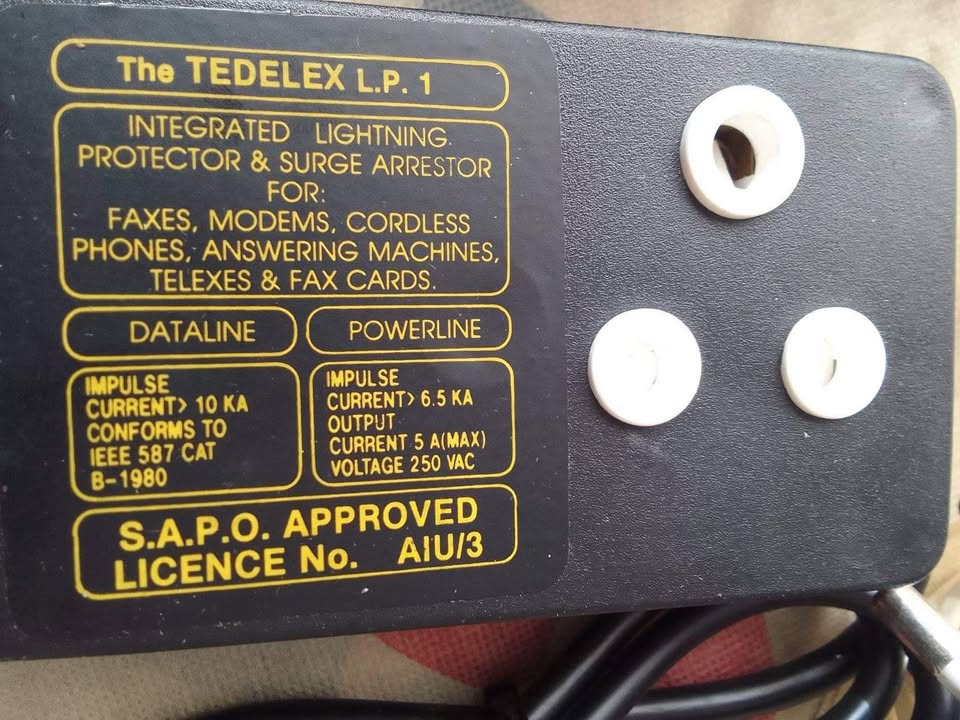 The TEDELEX L.P. 1
INTEGRATED LIGHTNING.
PROTECTOR & SURGE ARRESTOR
FOR:
FAXES, MODEMS, CORDLESS
PHONES, ANSWERING MACHINES,
TELEXES & FAX CARDS.
DATALINE
IMPULSE
CURRENT> 10 KA
CONFORMS TO
IEEE 587 CAT
B-1980
POWERLINE
IMPULSE
CURRENT> 6.5 KA
OUTPUT
CURRENT 5 A(MAX)
VOLTAGE 250 VAC
S.A.P.O. APPROVED
LICENCE No. AIU/3